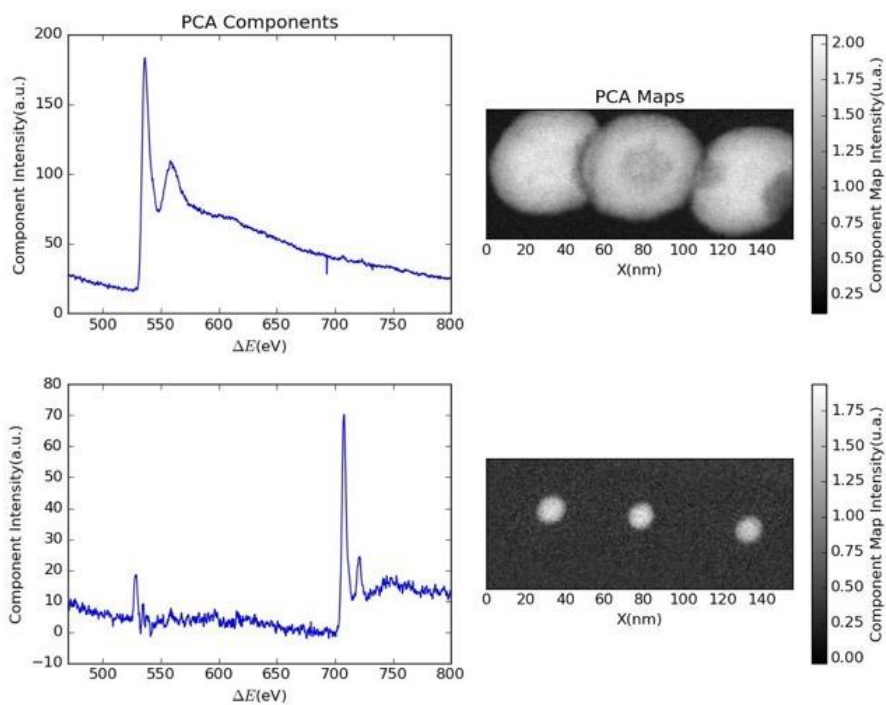 PCA Components
200
150
100
50
0
Component Intensity(a.u.)
500 550 600 650 700 750 800
ΔE(eV)
PCA Maps
0 20 40 60 80 100 120 140
X(nm)
2.00
1.75
1.50
1.25
1.00
0.75
0.50
0.25
Component Map Intensity(u.a.)
80
70
60
50
40
30
20
10
0
−10
Component Intensity(a.u.)
500 550 600 650 700 750 800
ΔE(eV)
0 20 40 60 80 100 120 140
X(nm)
1.75
1.50
1.25
1.00
0.75
0.50
0.25
0.00
Component Map Intensity(u.a.)